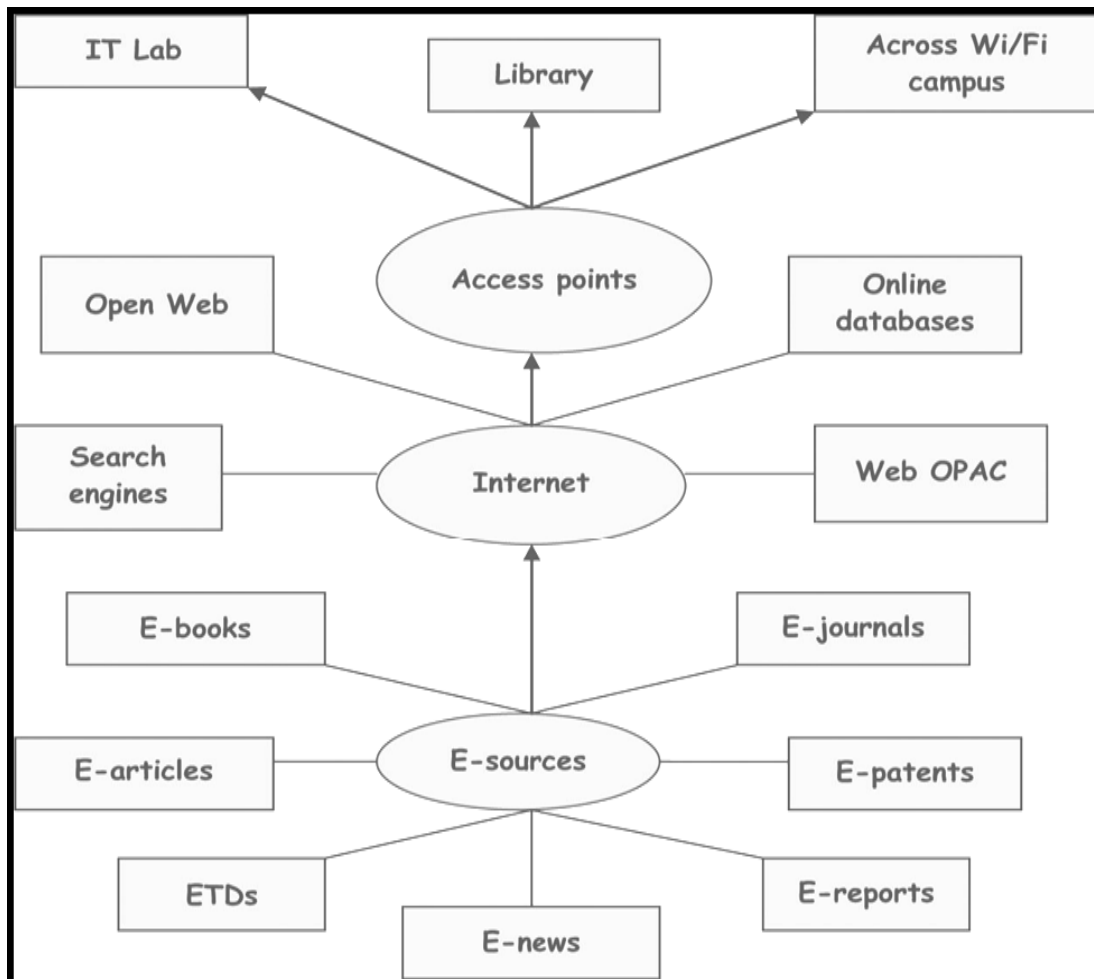 IT Lab
Library
Across Wi/Fi
campus
Access points
Open Web
Online
databases
Search
engines
Internet
Web OPAC
E-books
E-journals
E-sources
E-articles
E-patents
ETDs
E-reports
E-news